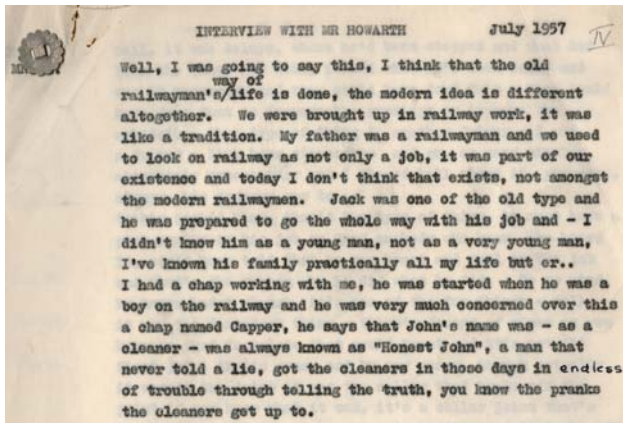 INTERVIEW WITH MR HOWARTH July 1957 IV
Well, I was going to say this, I think that the old
way of
railwayman's/life is done, the modern idea is different
altogether. We were brought up in railway work, it was
like a tradition. My father was a railwayman and we used
to look on railway as not only a job, it was part of our
existence and today I don't think that exists, not amongst
the modern railwaymen. Jack was one of the old type and
he was prepared to go the whole way with his job and - I
didn't know him as a young man, not as a very young man,
I've known his family practically all my life but er..
I had a chap working with me, he was started when he was a
boy on the railway and he was very much concerned over this
a chap named Capper, he says that John's name was - as a
cleaner - was always known as "Honest John", a man that
never told a lie, got the cleaners in those days in endless
of trouble through telling the truth, you know the pranks
the cleaners get up to.